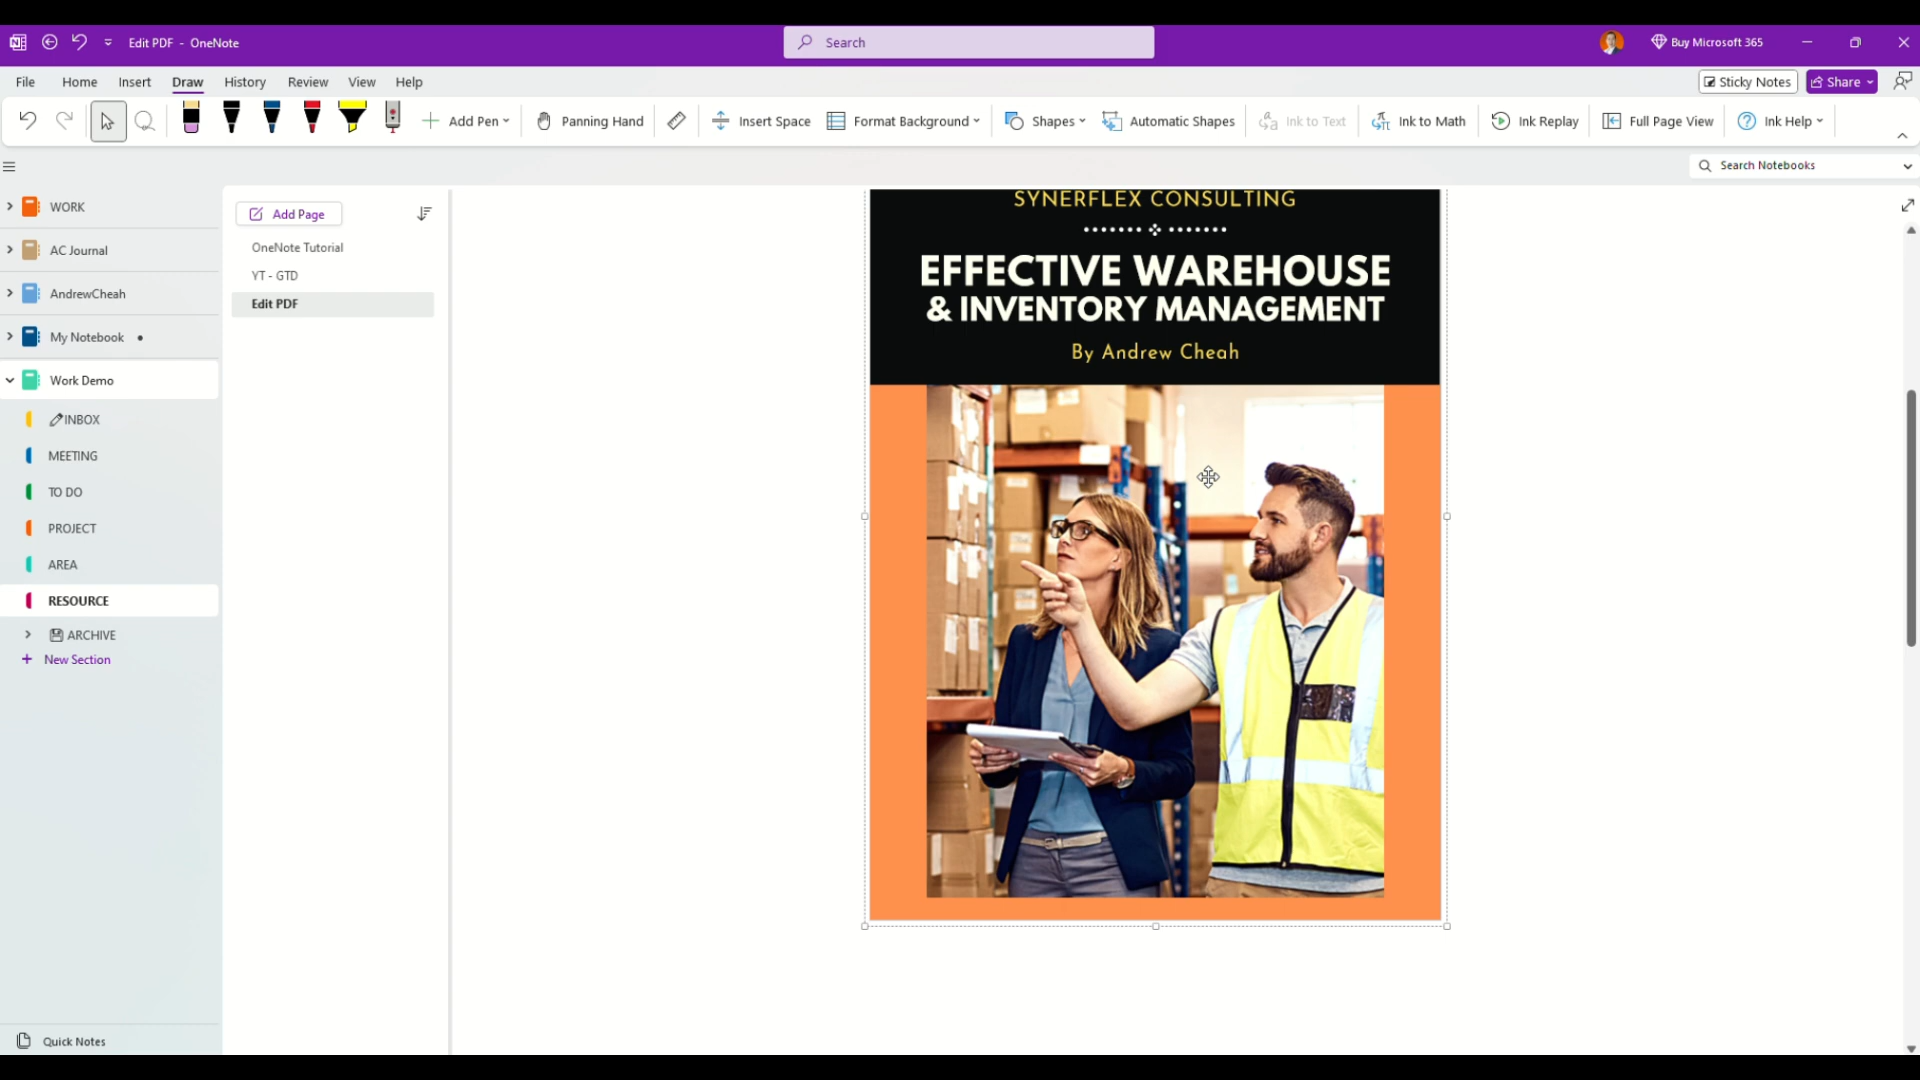 Edit PDF - OneNote
Search
Buy Microsoft 365
File Home Insert Draw History Review View Help
Sticky Notes Share
Add Pen Panning Hand Insert Space Format Background Shapes Automatic Shapes Ink to Text Ink to Math Ink Replay Full Page View Ink Help
Search Notebooks
WORK
AC Journal
AndrewCheah
My Notebook
Work Demo
INBOX
MEETING
TO DO
PROJECT
AREA
RESOURCE
ARCHIVE
New Section
Quick Notes
Add Page
OneNote Tutorial
YT - GTD
Edit PDF
SYNERFLEX CONSULTING
EFFECTIVE WAREHOUSE
& INVENTORY MANAGEMENT
By Andrew Cheah